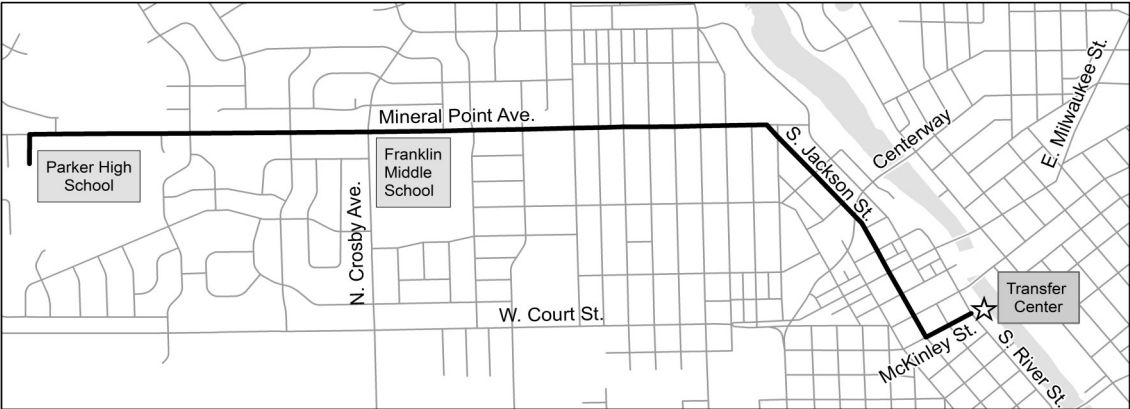 Mineral Point Ave.
Parker High
School
Franklin
Middle
School
N. Crosby Ave.
W. Court St.
S. Jackson St.
Centerway
E. Milwaukee St.
Transfer
Center
McKinley St.
S. River St.